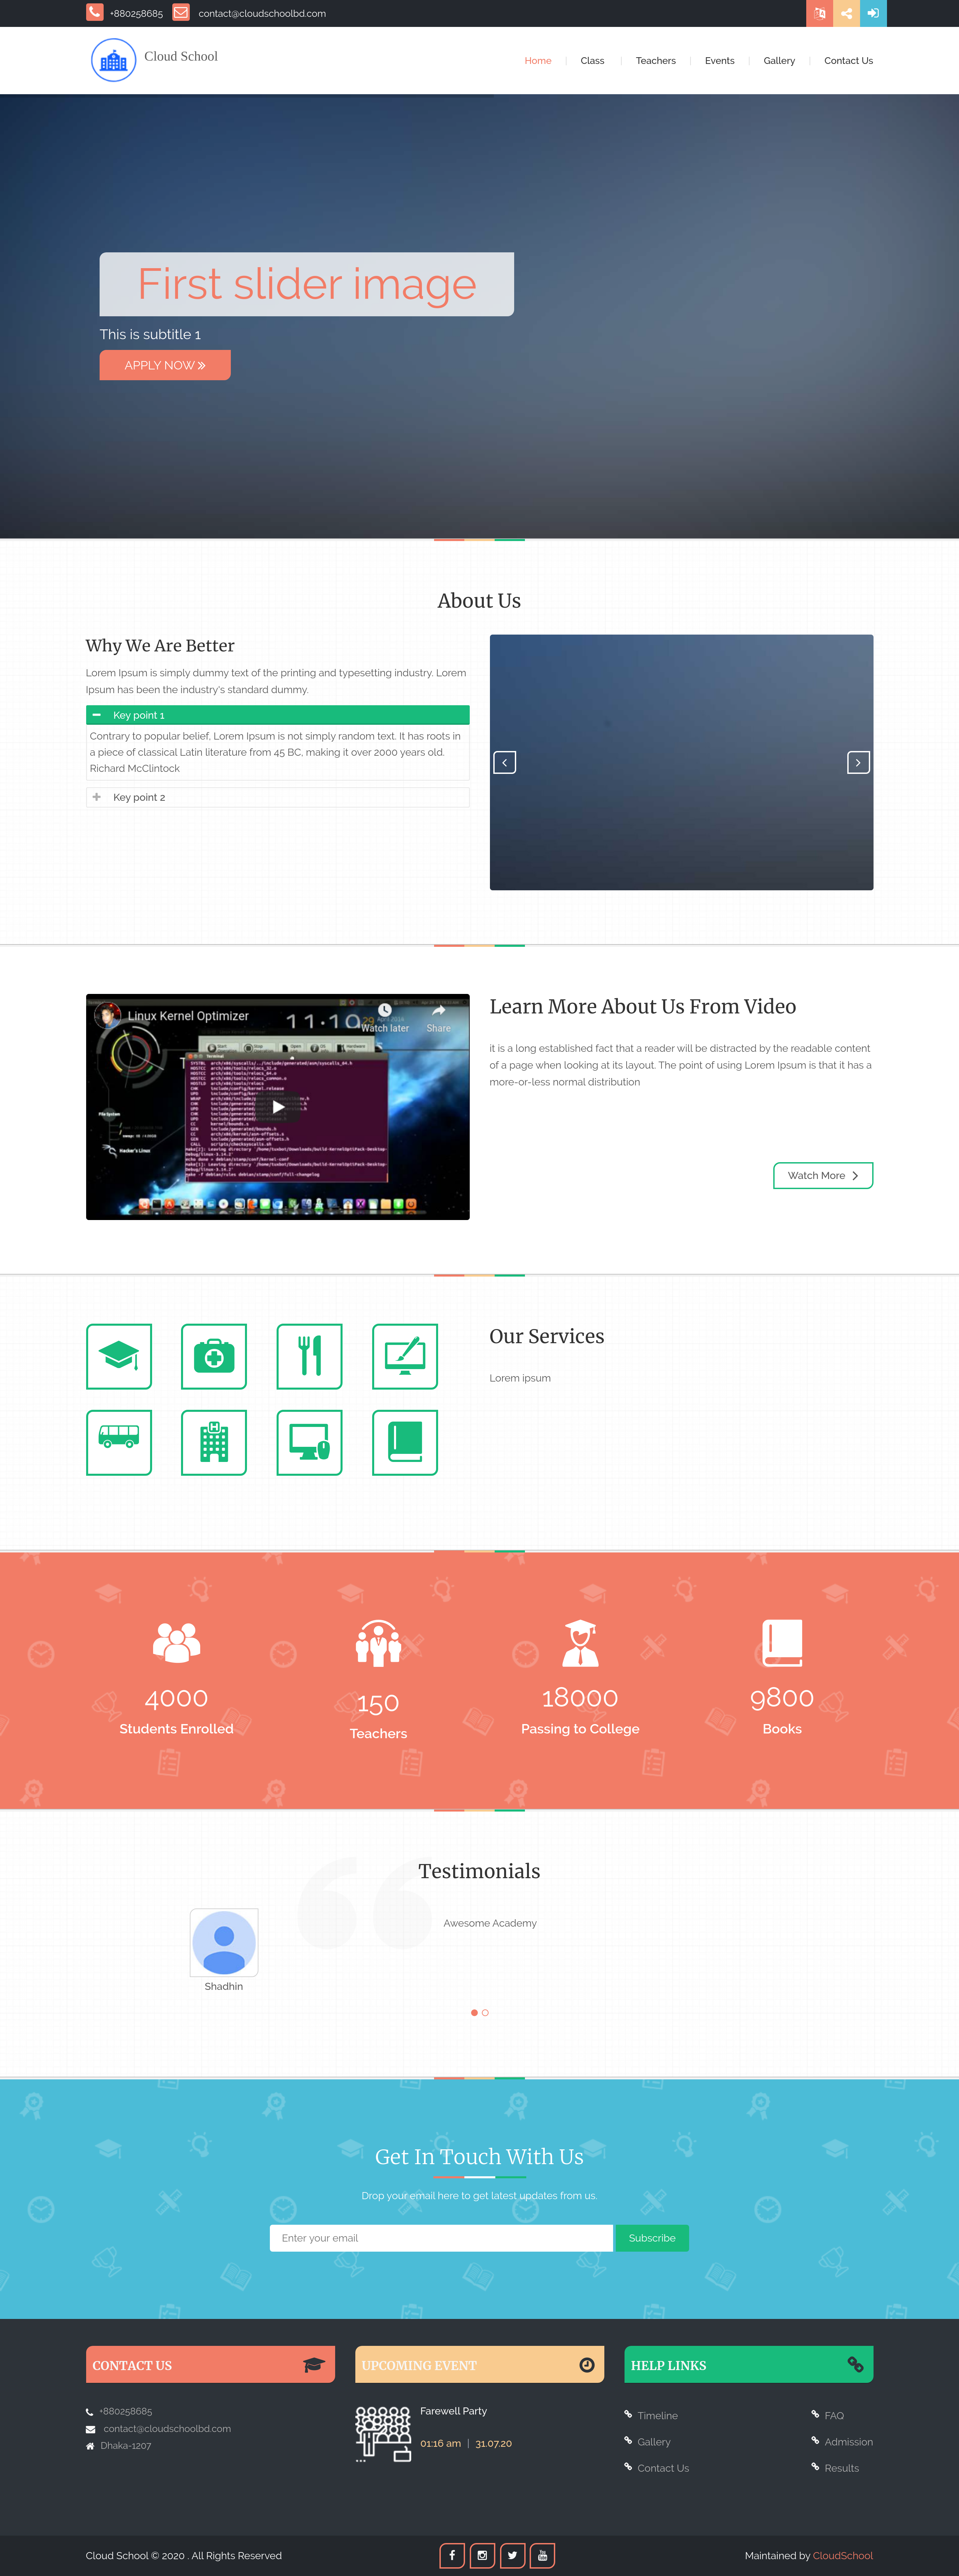 +880258685 contact@cloudschoolbd.com
Cloud School
Home Class Teachers Events Gallery Contact Us
First slider image
This is subtitle 1
APPLY NOW
About Us
Why We Are Better
Lorem Ipsum is simply dummy text of the printing and typesetting industry. Lorem
Ipsum has been the industry's standard dummy.
Key point 1
Contrary to popular belief, Lorem Ipsum is not simply random text. It has roots in
a piece of classical Latin literature from 45 BC, making it over 2000 years old.
Richard McClintock
Key point 2
Linux Kernel Optimizer
Watch later Share
Learn More About Us From Video
it is a long established fact that a reader will be distracted by the readable content
of a page when looking at its layout. The point of using Lorem Ipsum is that it has a
more-or-less normal distribution
Watch More
Our Services
Lorem ipsum
4000
Students Enrolled
150
Teachers
18000
Passing to College
9800
Books
Testimonials
Awesome Academy
Shadhin
Get In Touch With Us
Drop your email here to get latest updates from us.
Enter your email
Subscribe
CONTACT US
+880258685
contact@cloudschoolbd.com
Dhaka-1207
UPCOMING EVENT
Farewell Party
01:16 am | 31.07.20
HELP LINKS
Timeline FAQ
Gallery Admission
Contact Us Results
Cloud School © 2020 . All Rights Reserved
Maintained by CloudSchool